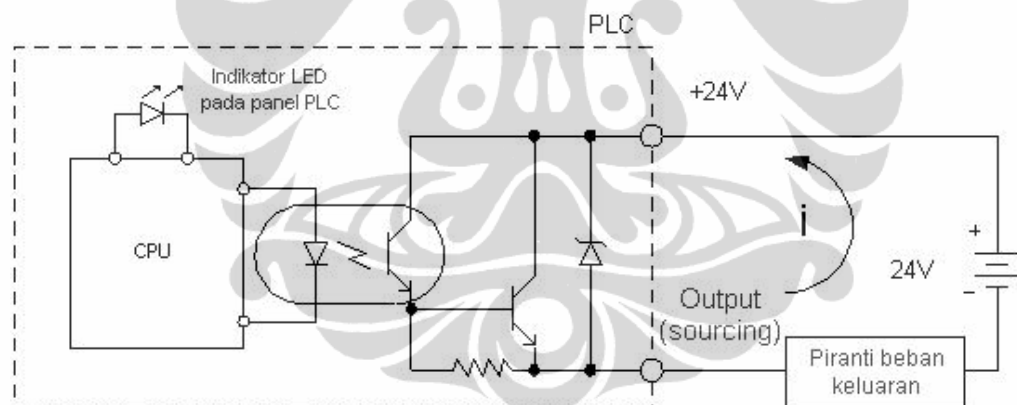 PLC
Indikator LED
pada panel PLC
+24V
CPU
i
+
24V
-
Output
(sourcing)
Piranti beban
keluaran